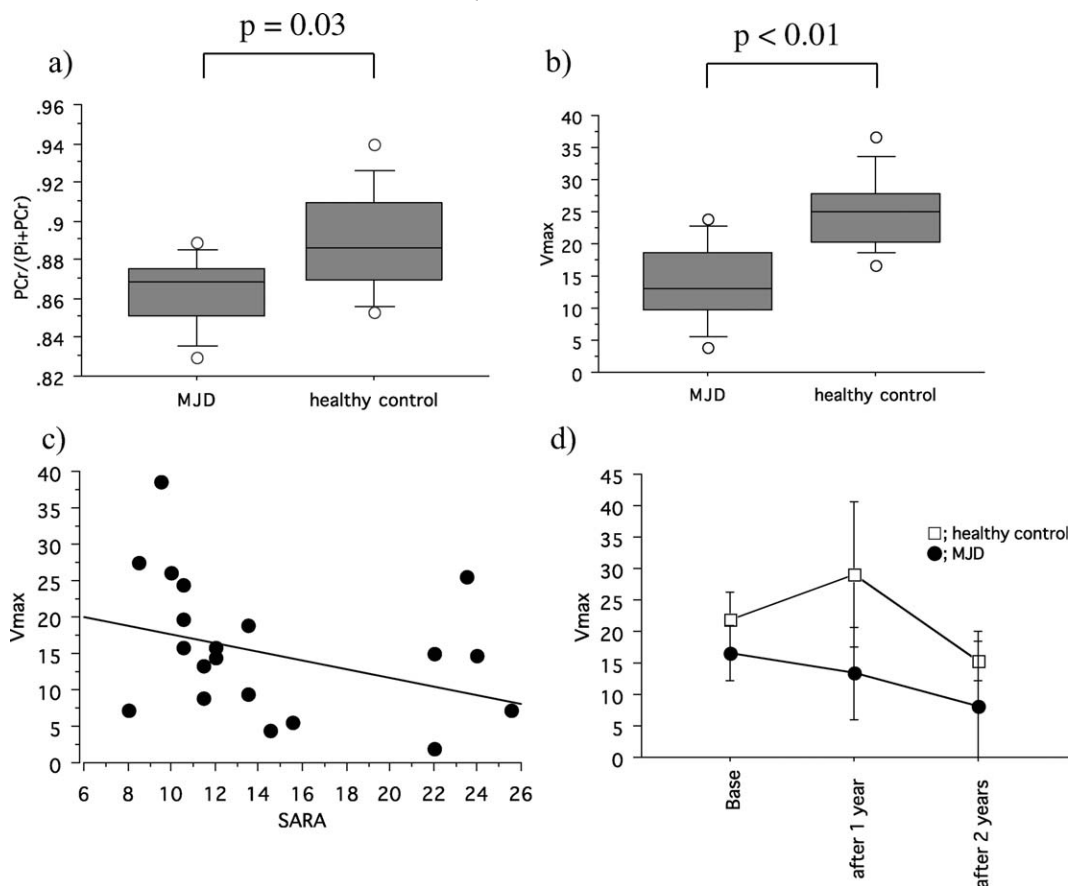 a)
p = 0.03
.96
.94
.92
.9
.88
.86
.84
.82
PCr/(Pi+PCr)
MJD healthy control
b)
p < 0.01
40
35
30
25
20
15
10
5
0
Vmax
MJD healthy control
c)
40
35
30
25
20
15
10
5
0
Vmax
6 8 10 12 14 16 18 20 22 24 26
SARA
d)
45
40
35
30
25
20
15
10
5
0
Vmax
□; healthy control
●; MJD
Base
after 1 year
after 2 years